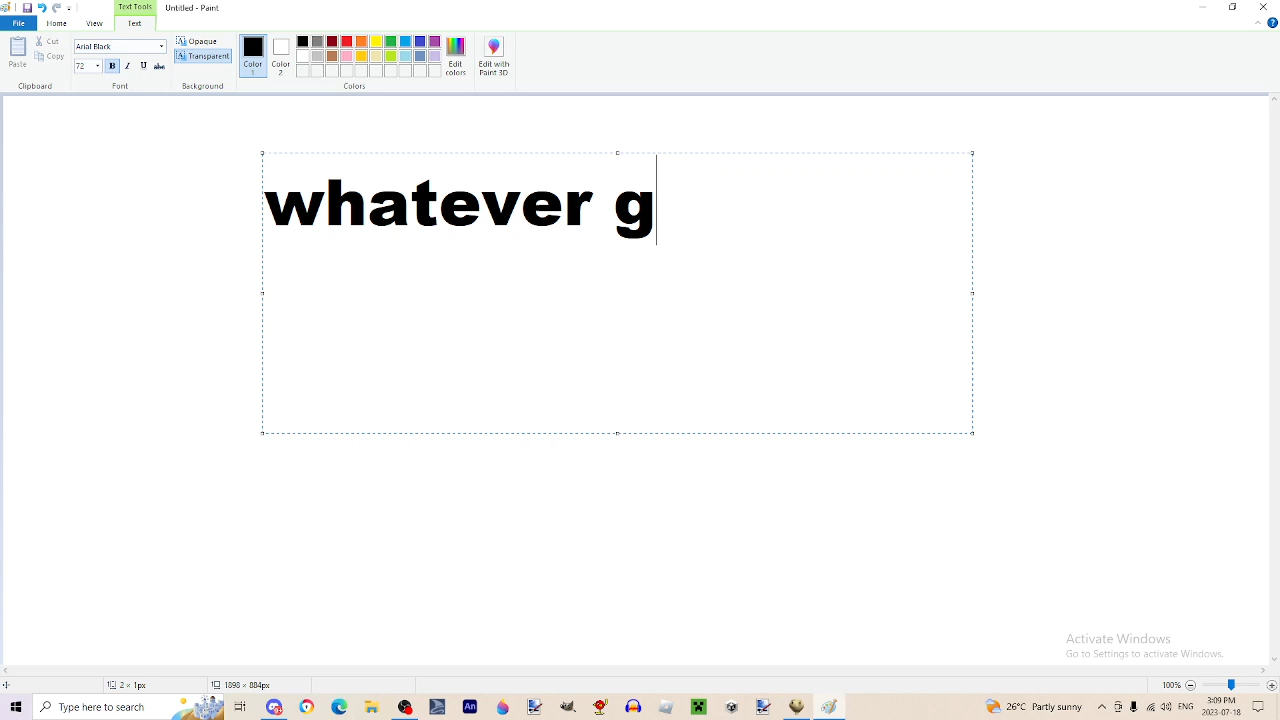 Text Tools
Untitled - Paint
File
Home
View
Text
Paste
Cut
Copy
Clipboard
Arial Black
72
B
I
U
abc
Font
Opaque
Transparent
Background
Color 1
Color 2
Edit colors
Colors
Edit with Paint 3D
whatever g
Activate Windows
Go to Settings to activate Windows.
2 × 1px
1898 × 884px
100%
Type here to search
An
26°C Partly sunny
ENG
3:09 PM
2023-07-18